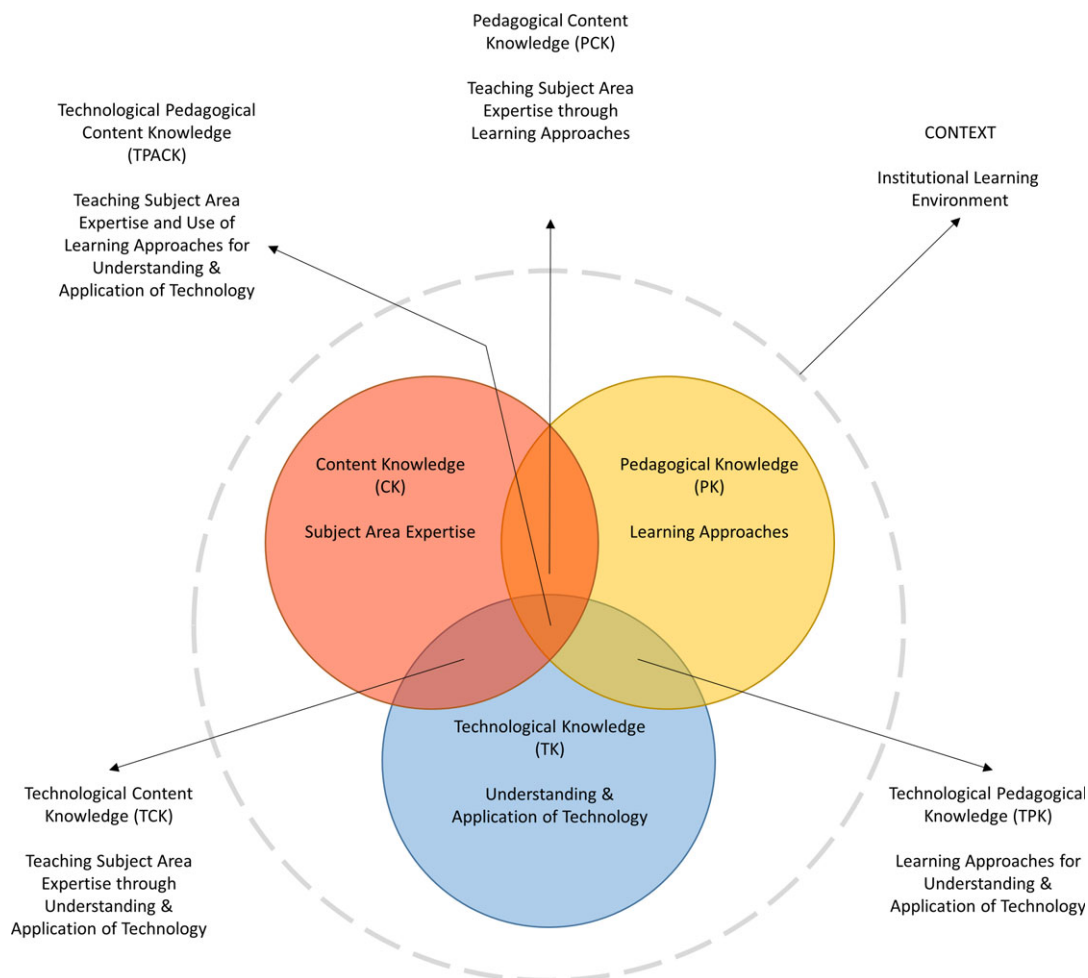 Pedagogical Content
Knowledge (PCK)
Teaching Subject Area
Expertise through
Learning Approaches
Technological Pedagogical
Content Knowledge
(TPACK)
Teaching Subject Area
Expertise and Use of
Learning Approaches for
Understanding &
Application of Technology
CONTEXT
Institutional Learning
Environment
Content Knowledge
(CK)
Subject Area Expertise
Pedagogical Knowledge
(PK)
Learning Approaches
Technological Knowledge
(TK)
Understanding &
Application of Technology
Technological Content
Knowledge (TCK)
Teaching Subject Area
Expertise through
Understanding &
Application of Technology
Technological Pedagogical
Knowledge (TPK)
Learning Approaches for
Understanding &
Application of Technology